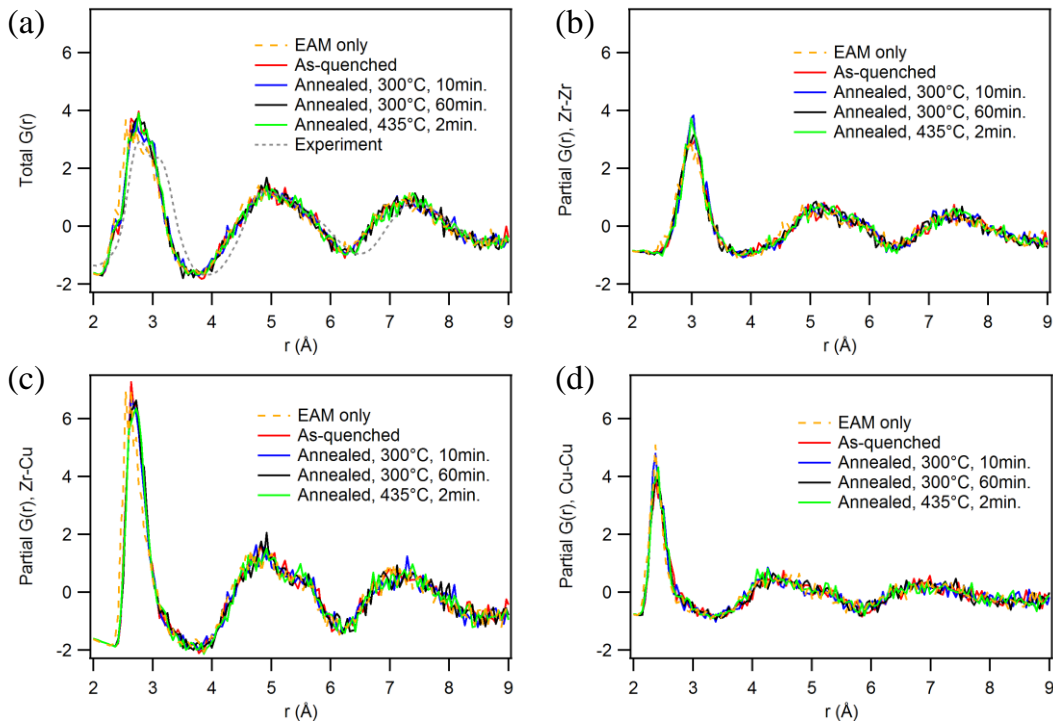 (a)
Total G(r)
6
4
2
0
-2
EAM only
As-quenched
Annealed, 300°C, 10min.
Annealed, 300°C, 60min.
Annealed, 435°C, 2min.
Experiment
2 3 4 5 6 7 8 9
r (Å)
(b)
Partial G(r), Zr-Zr
6
4
2
0
-2
EAM only
As-quenched
Annealed, 300°C, 10min.
Annealed, 300°C, 60min.
Annealed, 435°C, 2min.
2 3 4 5 6 7 8 9
r (Å)
(c)
Partial G(r), Zr-Cu
6
4
2
0
-2
EAM only
As-quenched
Annealed, 300°C, 10min.
Annealed, 300°C, 60min.
Annealed, 435°C, 2min.
2 3 4 5 6 7 8 9
r (Å)
(d)
Partial G(r), Cu-Cu
6
4
2
0
-2
EAM only
As-quenched
Annealed, 300°C, 10min.
Annealed, 300°C, 60min.
Annealed, 435°C, 2min.
2 3 4 5 6 7 8 9
r (Å)